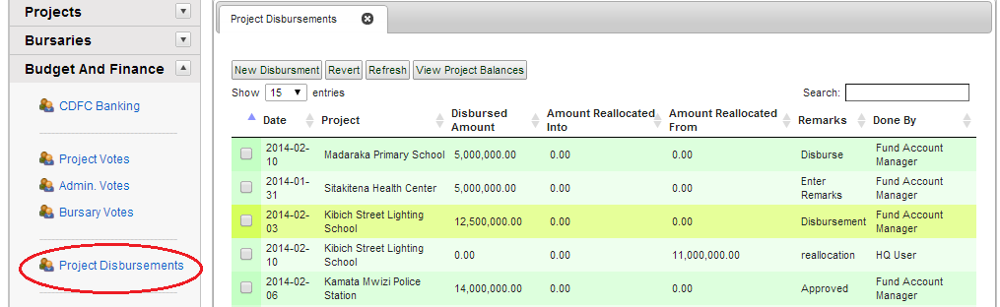 Projects
Bursaries
Budget And Finance
CDFC Banking
Project Votes
Admin. Votes
Bursary Votes
Project Disbursements
Project Disbursements
New Disbursment Revert Refresh View Project Balances
Show 15 entries Search:
Date Project Disbursed Amount Amount Reallocated Into Amount Reallocated From Remarks Done By
2014-02-10 Madaraka Primary School 5,000,000.00 0.00 0.00 Disburse Fund Account Manager
2014-01-31 Sitakitena Health Center 5,000,000.00 0.00 0.00 Enter Remarks Fund Account Manager
2014-02-03 Kibich Street Lighting School 12,500,000.00 0.00 0.00 Disbursement Fund Account Manager
2014-02-10 Kibich Street Lighting School 0.00 0.00 11,000,000.00 reallocation HQ User
2014-02-06 Kamata Mwizi Police Station 14,000,000.00 0.00 0.00 Approved Fund Account Manager